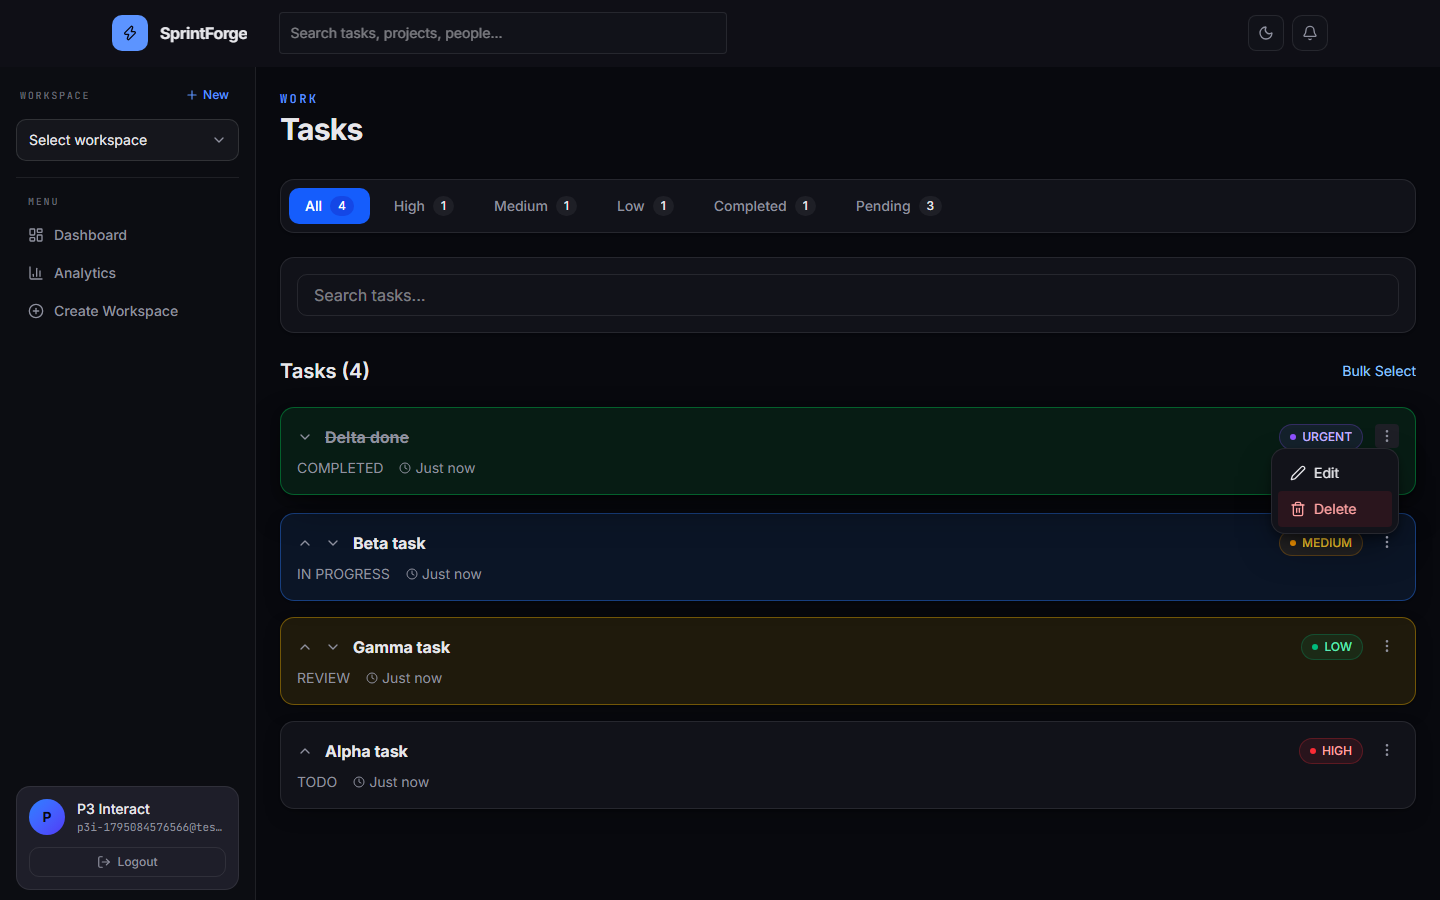 SprintForge
Search tasks, projects, people...
WORKSPACE
New
Select workspace
MENU
Dashboard
Analytics
Create Workspace
P
P3 Interact
p3i-1795084576566@tes…
Logout
WORK
Tasks
All 4
High 1
Medium 1
Low 1
Completed 1
Pending 3
Search tasks...
Tasks (4)
Bulk Select
Delta done
URGENT
COMPLETED
Just now
Edit
Delete
Beta task
MEDIUM
IN PROGRESS
Just now
Gamma task
LOW
REVIEW
Just now
Alpha task
HIGH
TODO
Just now